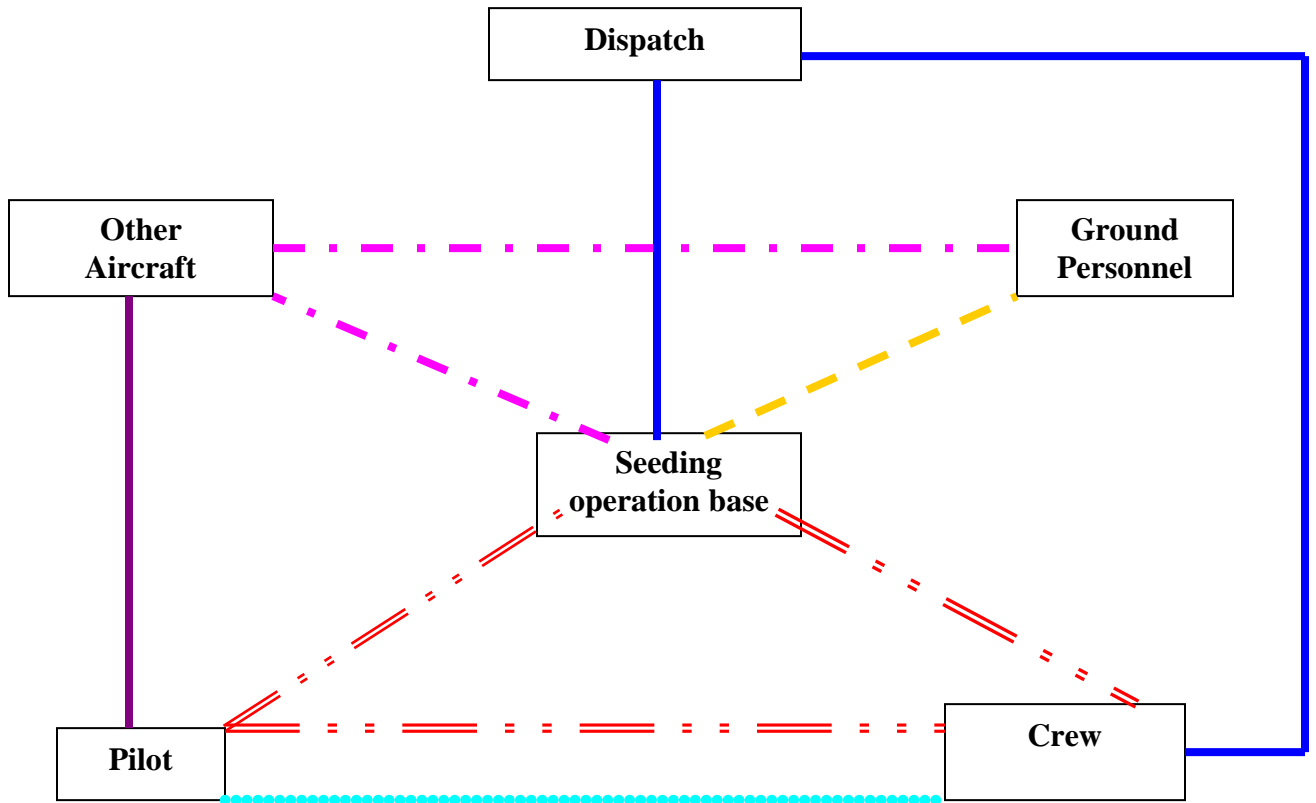 Dispatch
Other
Aircraft
Ground
Personnel
Seeding
operation base
Pilot
Crew